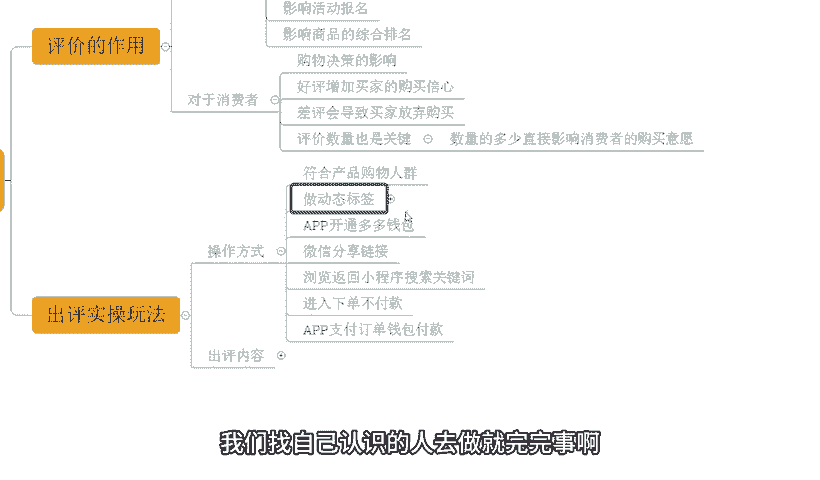 影响活动报名
影响商品的综合排名
评价的作用
购物决策的影响
好评增加买家的购买信心
对于消费者
差评会导致买家放弃购买
评价数量也是关键 数量的多少直接影响消费者的购买意愿
符合产品购物人群
做动态标签
APP开通多多钱包
操作方式
微信分享链接
浏览返回小程序搜索关键词
进入下单不付款
出评实操玩法
APP支付订单钱包付款
出评内容
我们找自己认识的人去做就完完事啊